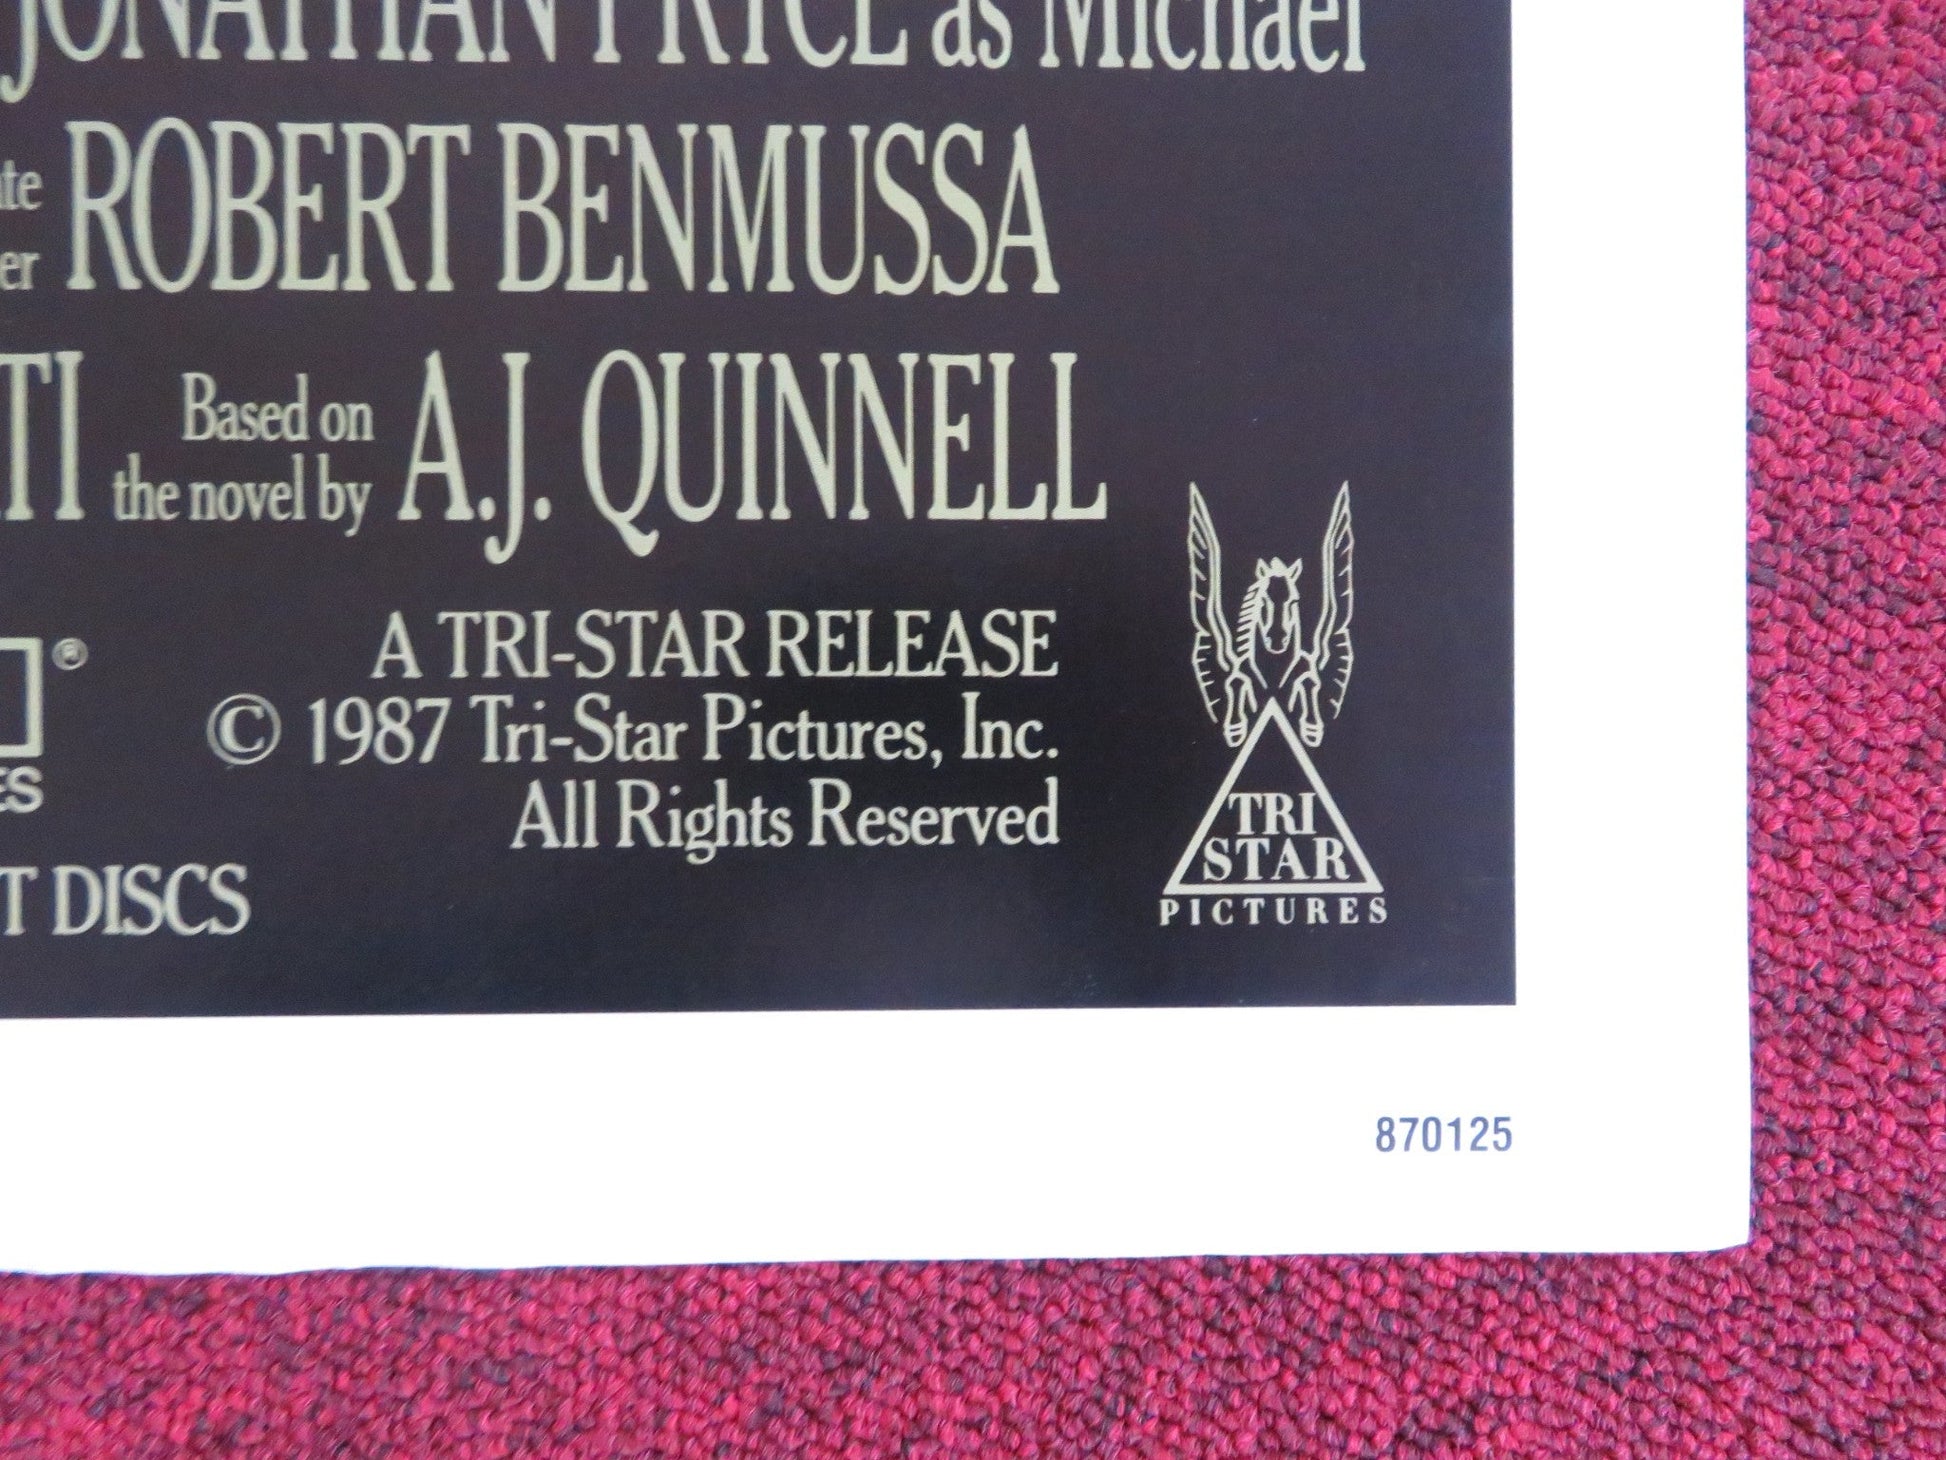 JONATHAN PRYCE as Michael
ROBERT BENMUSSA
Based on
the novel by A.J. QUINNELL
®
A TRI-STAR RELEASE
© 1987 Tri-Star Pictures, Inc.
All Rights Reserved
DISCS
TRI
STAR
PICTURES
870125